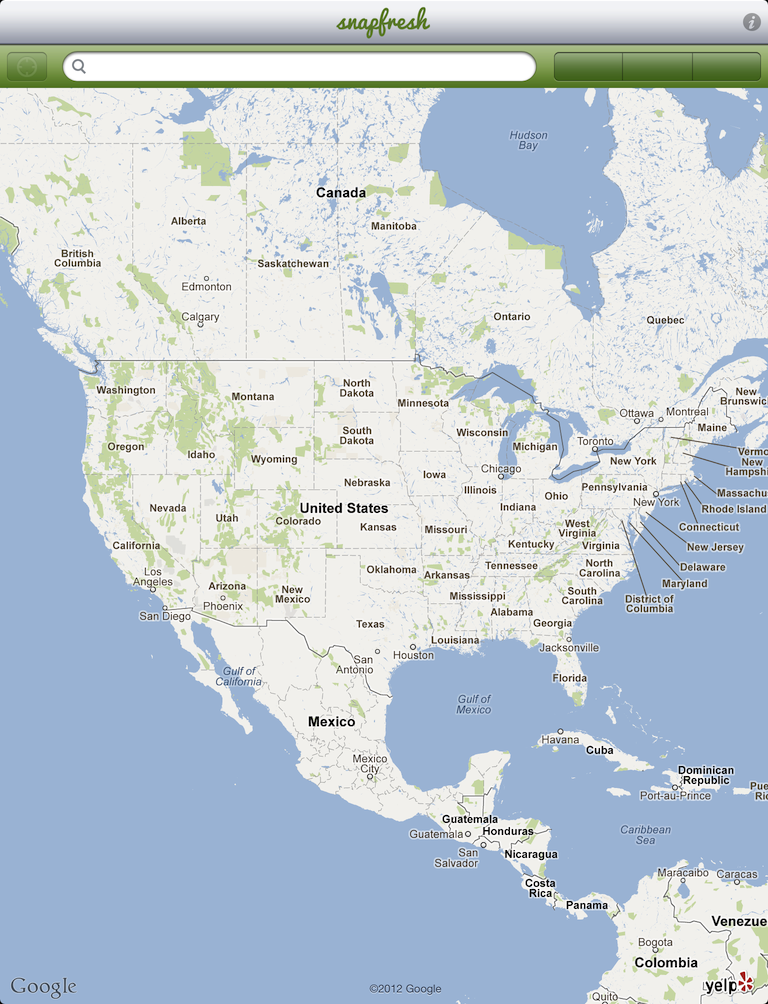 snapfresh
i
Hudson
Bay
Canada
Alberta
Manitoba
British
Columbia
Saskatchewan
Edmonton
Calgary
Ontario
Quebec
Washington
Montana
North
Dakota
Minnesota
New
Brunswic
Ottawa
Montreal
Maine
Oregon
Idaho
South
Dakota
Wisconsin
Michigan
Toronto
Wyoming
Chicago
New York
Vermo
New
Hampsh
Nebraska
Iowa
Illinois
Ohio
Pennsylvania
New York
Massachu
Rhode Island
Connecticut
Nevada
Utah
Colorado
United States
Kansas
Missouri
Indiana
West
Virginia
Virginia
New Jersey
California
Kentucky
Delaware
Maryland
Los
Angeles
Arizona
Phoenix
New
Mexico
Oklahoma
Arkansas
Tennessee
North
Carolina
South
Carolina
District of
Columbia
San Diego
Texas
Mississippi
Alabama
Georgia
Louisiana
Jacksonville
San
Antonio
Houston
Florida
Gulf of
California
Gulf of
Mexico
Mexico
Mexico
City
Havana
Cuba
Dominican
Republic
Port-au-Prince
Pue
Ric
Guatemala
Guatemala
Honduras
San
Salvador
Nicaragua
Caribbean
Sea
Costa
Rica
Panama
Maracaibo
Caracas
Venezue
Bogota
Colombia
Quito
Google
©2012 Google
yelp